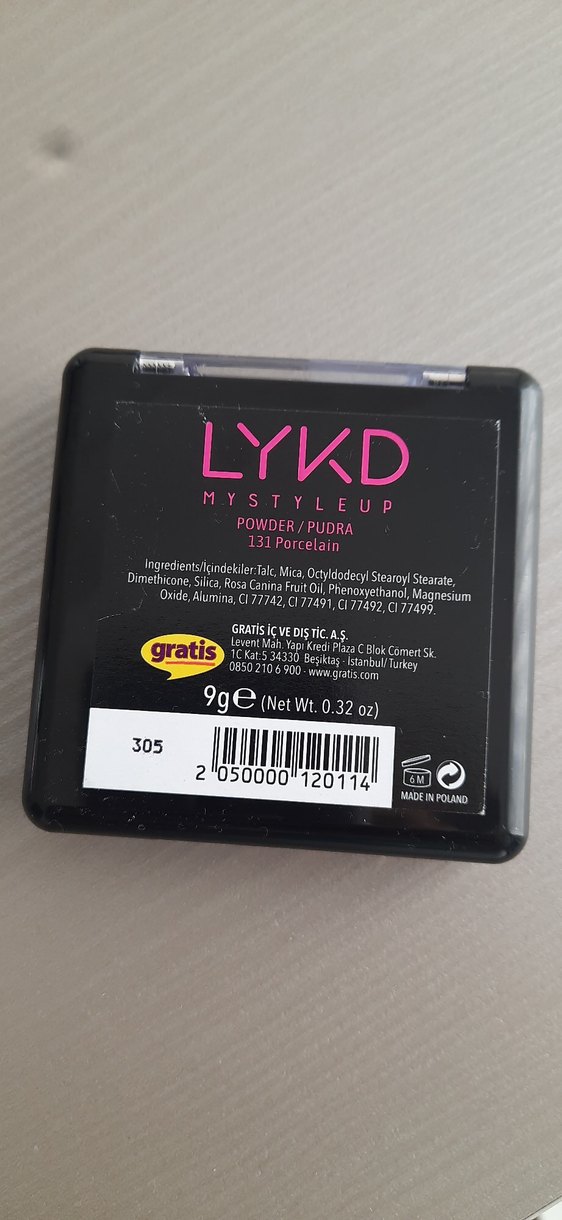 LYKD
MYSTYLEUP
POWDER / PUDRA
131 Porcelain
Ingredients/İçindekiler:Talc, Mica, Octyldodecyl Stearoyl Stearate,
Dimethicone, Silica, Rosa Canina Fruit Oil, Phenoxyethanol, Magnesium
Oxide, Alumina, CI 77742, CI 77491, CI 77492, CI 77499.
gratis
GRATİS İÇ VE DIŞ TİC. A.Ş.
Levent Mah. Yapı Kredi Plaza C Blok Cömert Sk.
1C Kat:5 34330 Beşiktaş - İstanbul/Turkey
0850 210 6 900 - www.gratis.com
9g℮ (Net Wt. 0.32 oz)
305
2 050000 120114
6 M
MADE IN POLAND